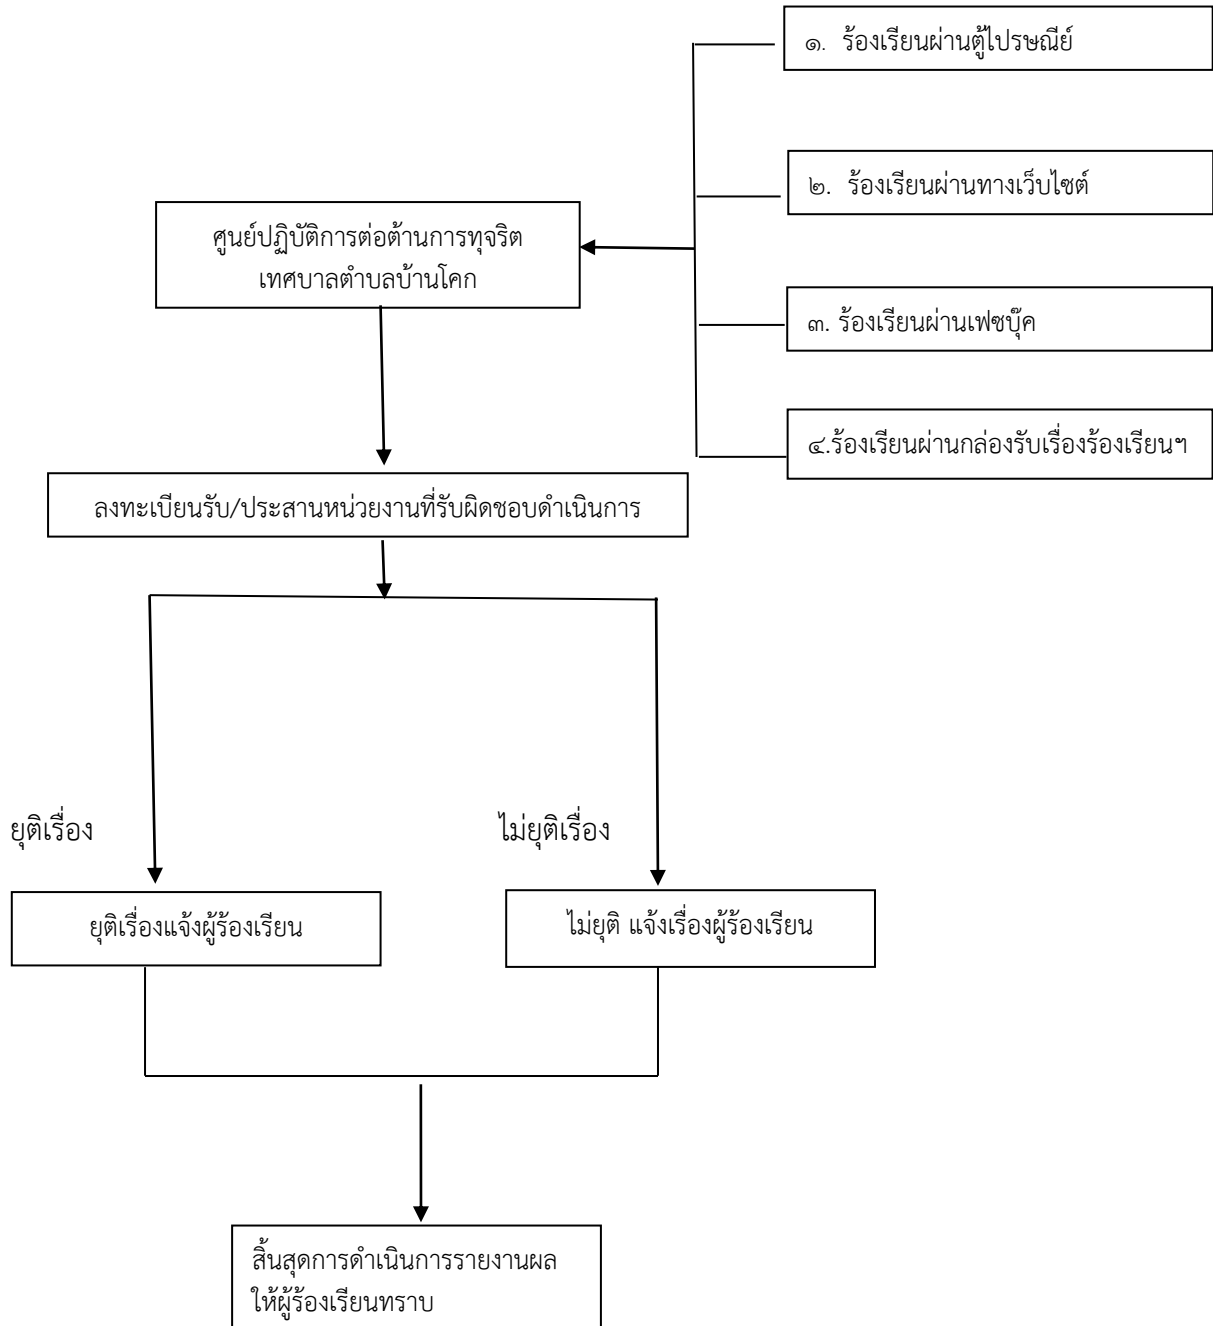 ๑. ร้องเรียนผ่านตู้ไปรษณีย์
๒. ร้องเรียนผ่านทางเว็บไซต์
ศูนย์ปฏิบัติการต่อต้านการทุจริต
เทศบาลตำบลบ้านโคก
๓. ร้องเรียนผ่านเฟซบุ๊ค
๔.ร้องเรียนผ่านกล่องรับเรื่องร้องเรียนฯ
ลงทะเบียนรับ/ประสานหน่วยงานที่รับผิดชอบดำเนินการ
ยุติเรื่อง
ไม่ยุติเรื่อง
ยุติเรื่องแจ้งผู้ร้องเรียน
ไม่ยุติ แจ้งเรื่องผู้ร้องเรียน
สิ้นสุดการดำเนินการรายงานผล
ให้ผู้ร้องเรียนทราบ